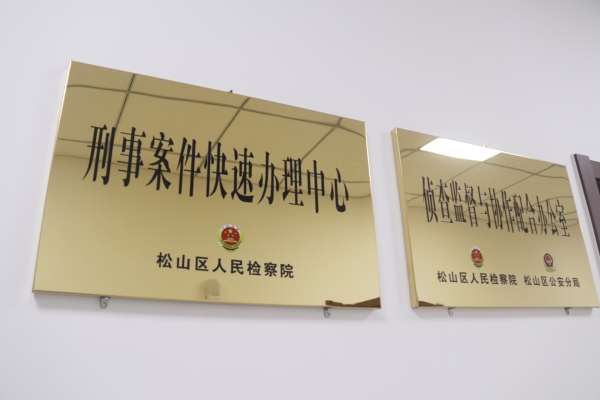 刑事案件快速办理中心
松山区人民检察院
侦查监督与协作配合办公室
松山区人民检察院 松山区公安分局